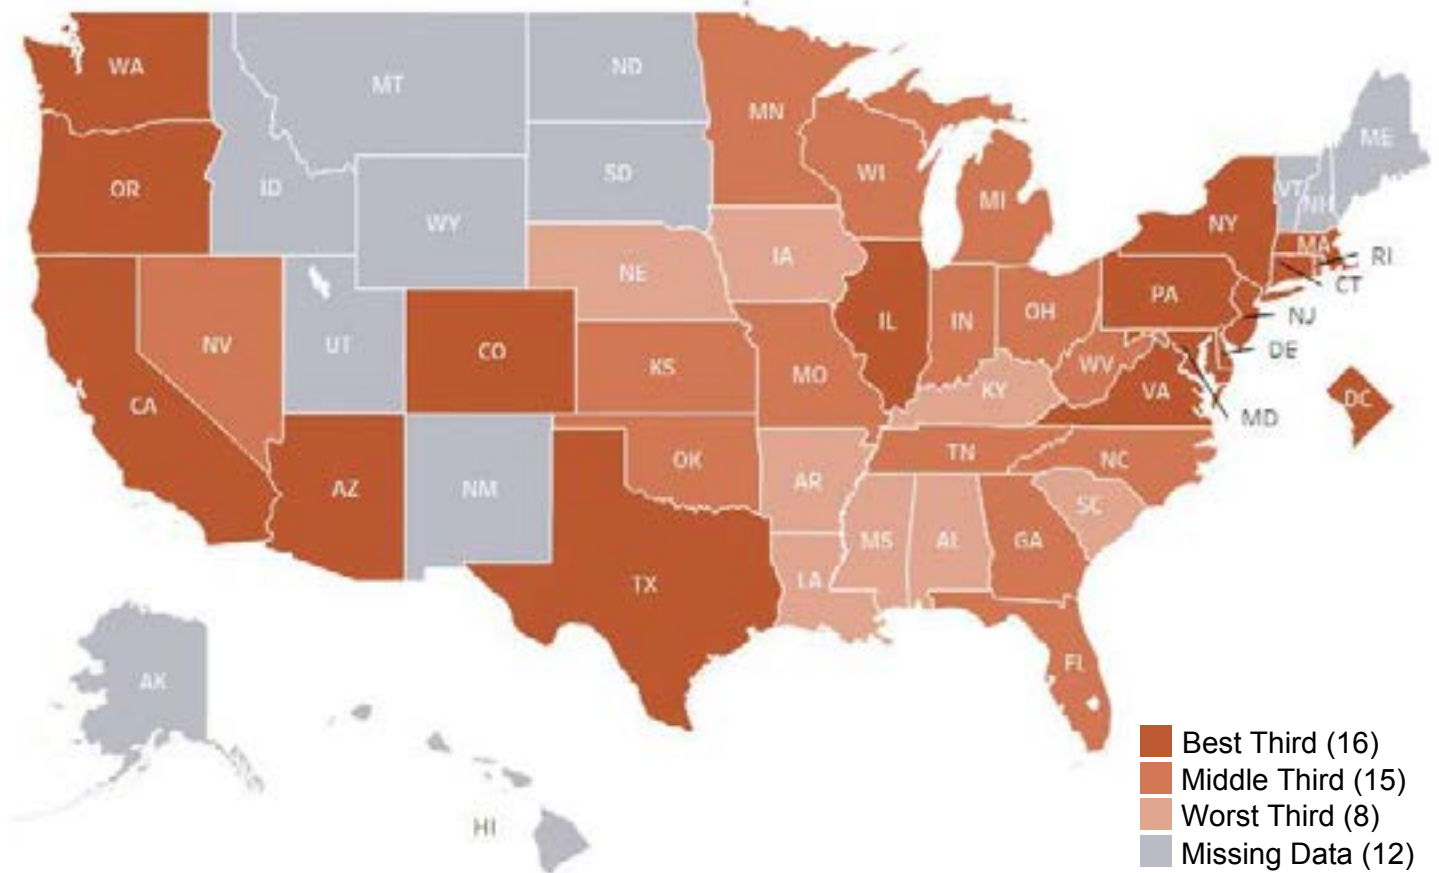 WA
MT
ND
MN
ME
OR
ID
SD
WI
VT
NH
WY
MI
NY
MA
RI
IA
NE
CT
PA
NV
UT
CO
IL
IN
OH
NJ
DE
KS
MO
WV
VA
KY
CA
MD
DC
AZ
NM
OK
TN
NC
AR
SC
MS
AL
GA
TX
LA
FL
AK
HI
Best Third (16)
Middle Third (15)
Worst Third (8)
Missing Data (12)